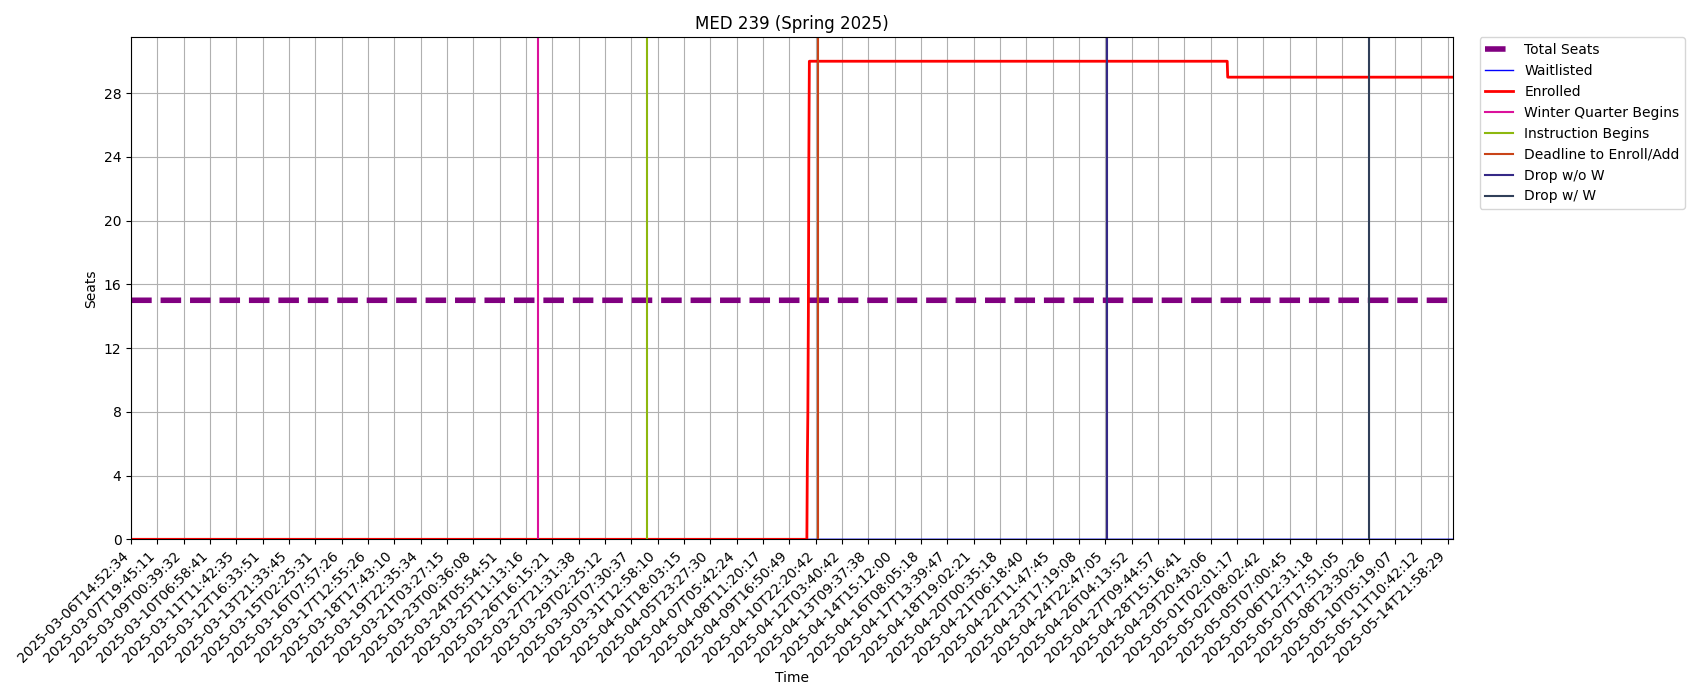 MED 239 (Spring 2025)
Total Seats
Waitlisted
Enrolled
Winter Quarter Begins
Instruction Begins
Deadline to Enroll/Add
Drop w/o W
Drop w/ W
Seats
28
24
20
16
12
8
4
0
2025-03-06T14:52:34
2025-03-07T19:45:11
2025-03-09T00:39:32
2025-03-10T06:58:41
2025-03-11T11:42:35
2025-03-12T16:33:51
2025-03-13T21:33:45
2025-03-15T02:25:31
2025-03-16T07:57:26
2025-03-17T12:55:26
2025-03-18T17:43:10
2025-03-19T22:35:34
2025-03-21T03:27:15
2025-03-23T00:36:08
2025-03-24T05:54:51
2025-03-25T11:13:16
2025-03-26T16:15:21
2025-03-27T21:31:38
2025-03-29T02:25:12
2025-03-30T07:30:37
2025-03-31T12:58:10
2025-04-01T18:03:15
2025-04-05T23:27:30
2025-04-07T05:42:24
2025-04-08T11:20:17
2025-04-09T16:50:49
2025-04-10T22:20:42
2025-04-12T03:40:42
2025-04-13T09:37:38
2025-04-14T15:12:00
2025-04-16T08:05:18
2025-04-17T13:39:47
2025-04-18T19:02:21
2025-04-20T00:35:18
2025-04-21T06:18:40
2025-04-22T11:47:45
2025-04-23T17:19:08
2025-04-24T22:47:05
2025-04-26T04:13:52
2025-04-27T09:44:57
2025-04-28T15:16:41
2025-04-29T20:43:06
2025-05-01T02:01:17
2025-05-02T08:02:42
2025-05-05T07:00:45
2025-05-06T12:31:18
2025-05-07T17:51:05
2025-05-08T23:30:26
2025-05-10T05:19:07
2025-05-11T10:42:12
2025-05-14T21:58:29
Time